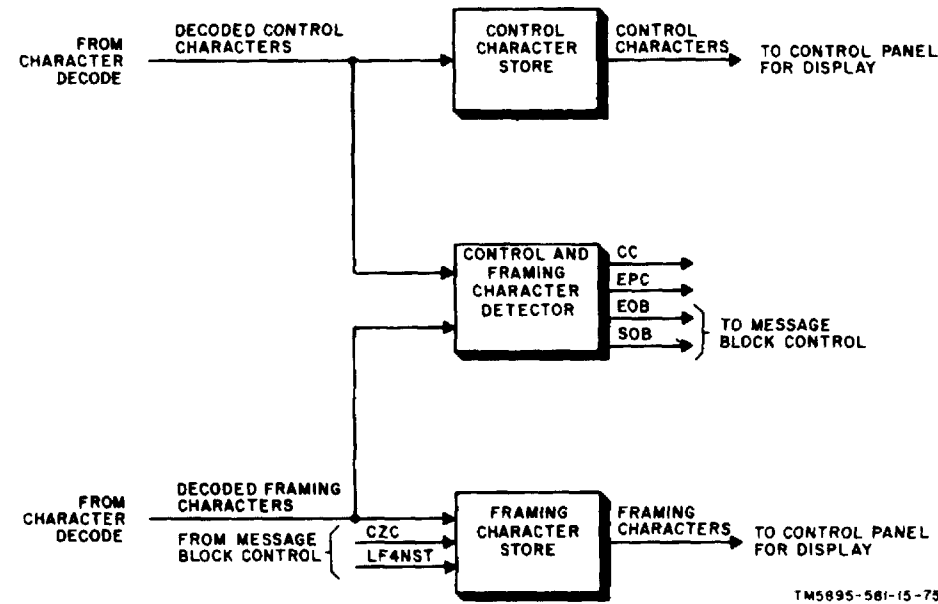 FROM
CHARACTER
DECODE
DECODED CONTROL
CHARACTERS
CONTROL
CHARACTER
STORE
CONTROL
CHARACTERS
TO CONTROL PANEL
FOR DISPLAY
CONTROL AND
FRAMING
CHARACTER
DETECTOR
CC
EPC
EOB
SOB
TO MESSAGE
BLOCK CONTROL
FROM
CHARACTER
DECODE
DECODED FRAMING
CHARACTERS
FROM MESSAGE
BLOCK CONTROL
CZC
LF4NST
FRAMING
CHARACTER
STORE
FRAMING
CHARACTERS
TO CONTROL PANEL
FOR DISPLAY
TM5895-581-15-75